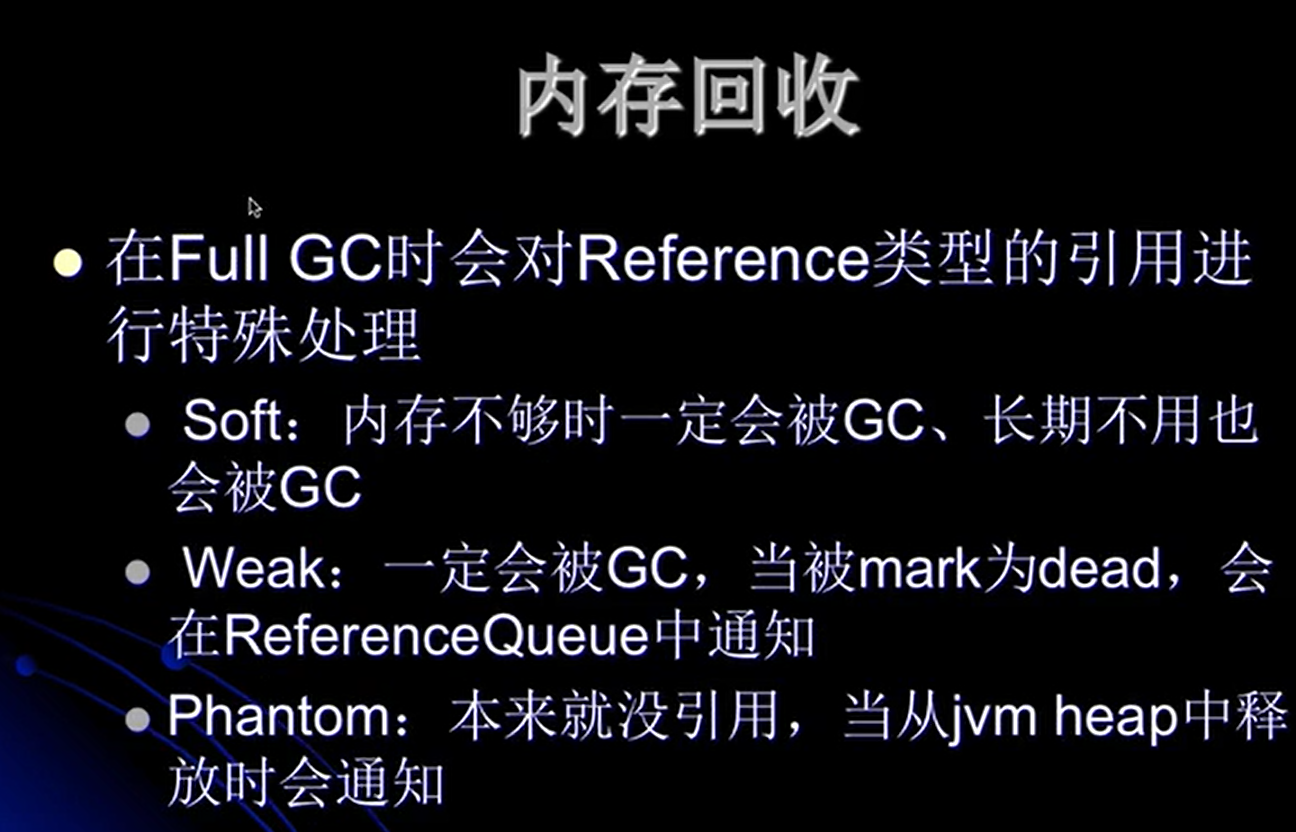 内存回收
在Full GC时会对Reference类型的引用进
行特殊处理
Soft：内存不够时一定会被GC、长期不用也
会被GC
Weak：一定会被GC，当被mark为dead，会
在ReferenceQueue中通知
Phantom：本来就没引用，当从jvm heap中释
放时会通知